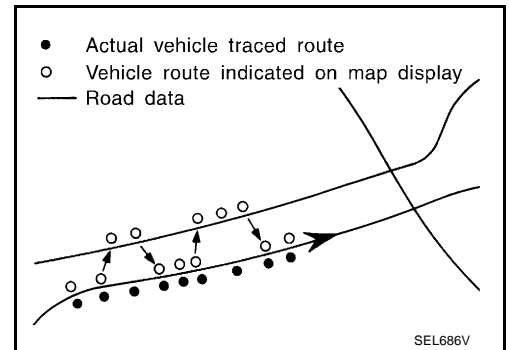 Actual vehicle traced route
Vehicle route indicated on map display
Road data
SEL686V